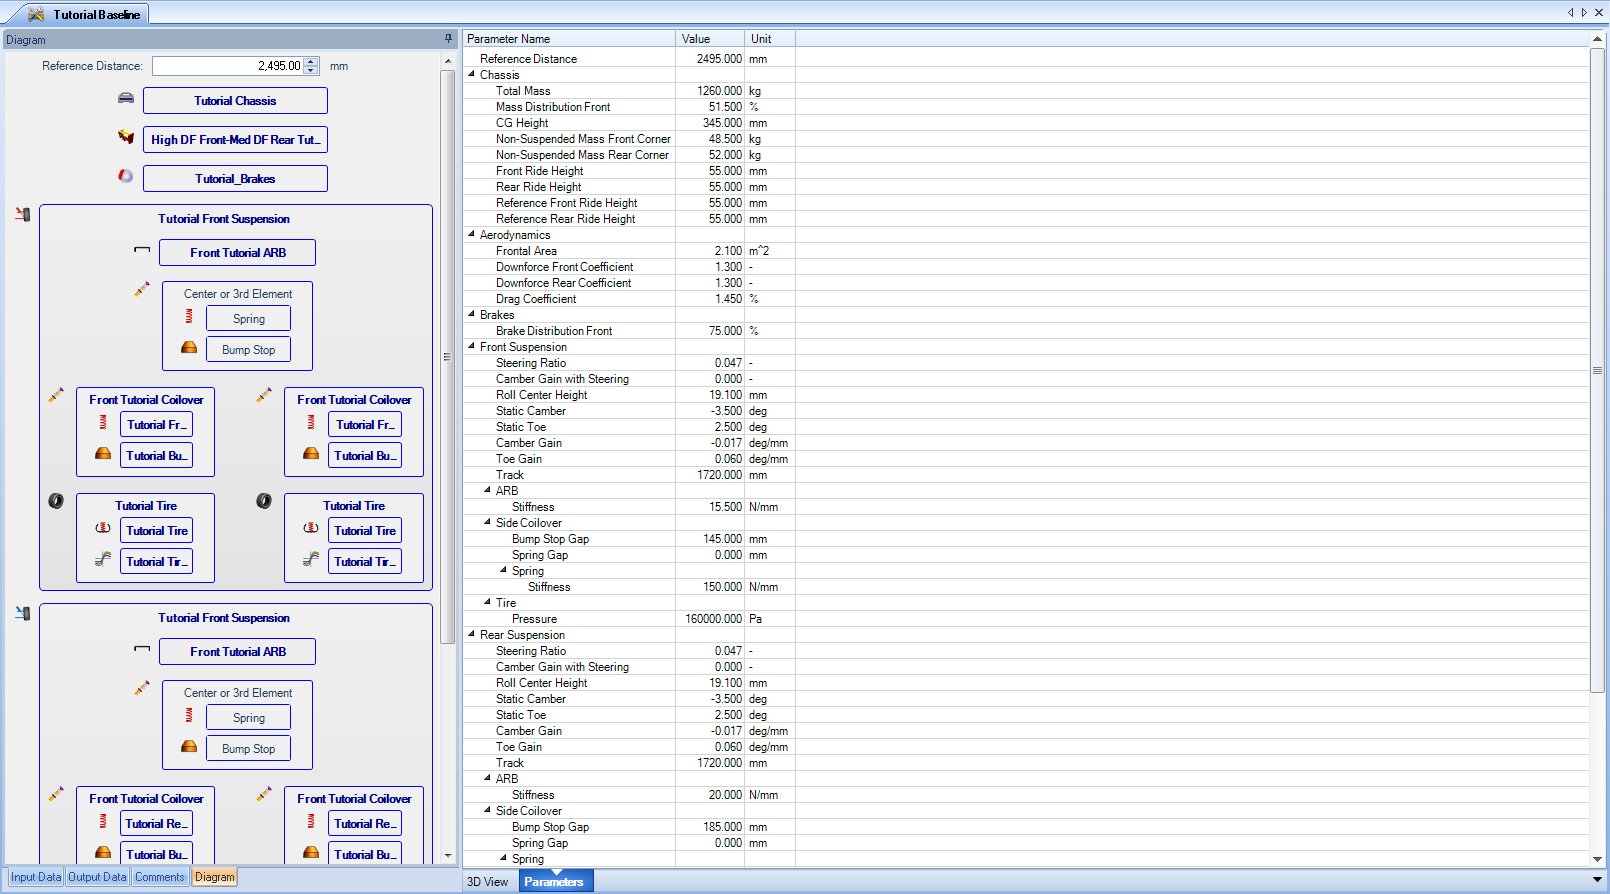 Tutorial Baseline
Diagram
Reference Distance: 2,495.00 mm
Tutorial Chassis
High DF Front-Med DF Rear Tut...
Tutorial_Brakes
Tutorial Front Suspension
Front Tutorial ARB
Center or 3rd Element
Spring
Bump Stop
Front Tutorial Coilover Front Tutorial Coilover
Tutorial Fr... Tutorial Fr...
Tutorial Bu... Tutorial Bu...
Tutorial Tire Tutorial Tire
Tutorial Tire Tutorial Tire
Tutorial Tir... Tutorial Tir...
Tutorial Front Suspension
Front Tutorial ARB
Center or 3rd Element
Spring
Bump Stop
Front Tutorial Coilover Front Tutorial Coilover
Tutorial Re... Tutorial Re...
Tutorial Bu... Tutorial Bu...
Input Data Output Data Comments Diagram
Parameter Name Value Unit
Reference Distance 2495.000 mm
Chassis
Total Mass 1260.000 kg
Mass Distribution Front 51.500 %
CG Height 345.000 mm
Non-Suspended Mass Front Corner 48.500 kg
Non-Suspended Mass Rear Corner 52.000 kg
Front Ride Height 55.000 mm
Rear Ride Height 55.000 mm
Reference Front Ride Height 55.000 mm
Reference Rear Ride Height 55.000 mm
Aerodynamics
Frontal Area 2.100 m^2
Downforce Front Coefficient 1.300 -
Downforce Rear Coefficient 1.300 -
Drag Coefficient 1.450 %
Brakes
Brake Distribution Front 75.000 %
Front Suspension
Steering Ratio 0.047 -
Camber Gain with Steering 0.000 -
Roll Center Height 19.100 mm
Static Camber -3.500 deg
Static Toe 2.500 deg
Camber Gain -0.017 deg/mm
Toe Gain 0.060 deg/mm
Track 1720.000 mm
ARB
Stiffness 15.500 N/mm
Side Coilover
Bump Stop Gap 145.000 mm
Spring Gap 0.000 mm
Spring
Stiffness 150.000 N/mm
Tire
Pressure 160000.000 Pa
Rear Suspension
Steering Ratio 0.047 -
Camber Gain with Steering 0.000 -
Roll Center Height 19.100 mm
Static Camber -3.500 deg
Static Toe 2.500 deg
Camber Gain -0.017 deg/mm
Toe Gain 0.060 deg/mm
Track 1720.000 mm
ARB
Stiffness 20.000 N/mm
Side Coilover
Bump Stop Gap 185.000 mm
Spring Gap 0.000 mm
Spring
3D View Parameters